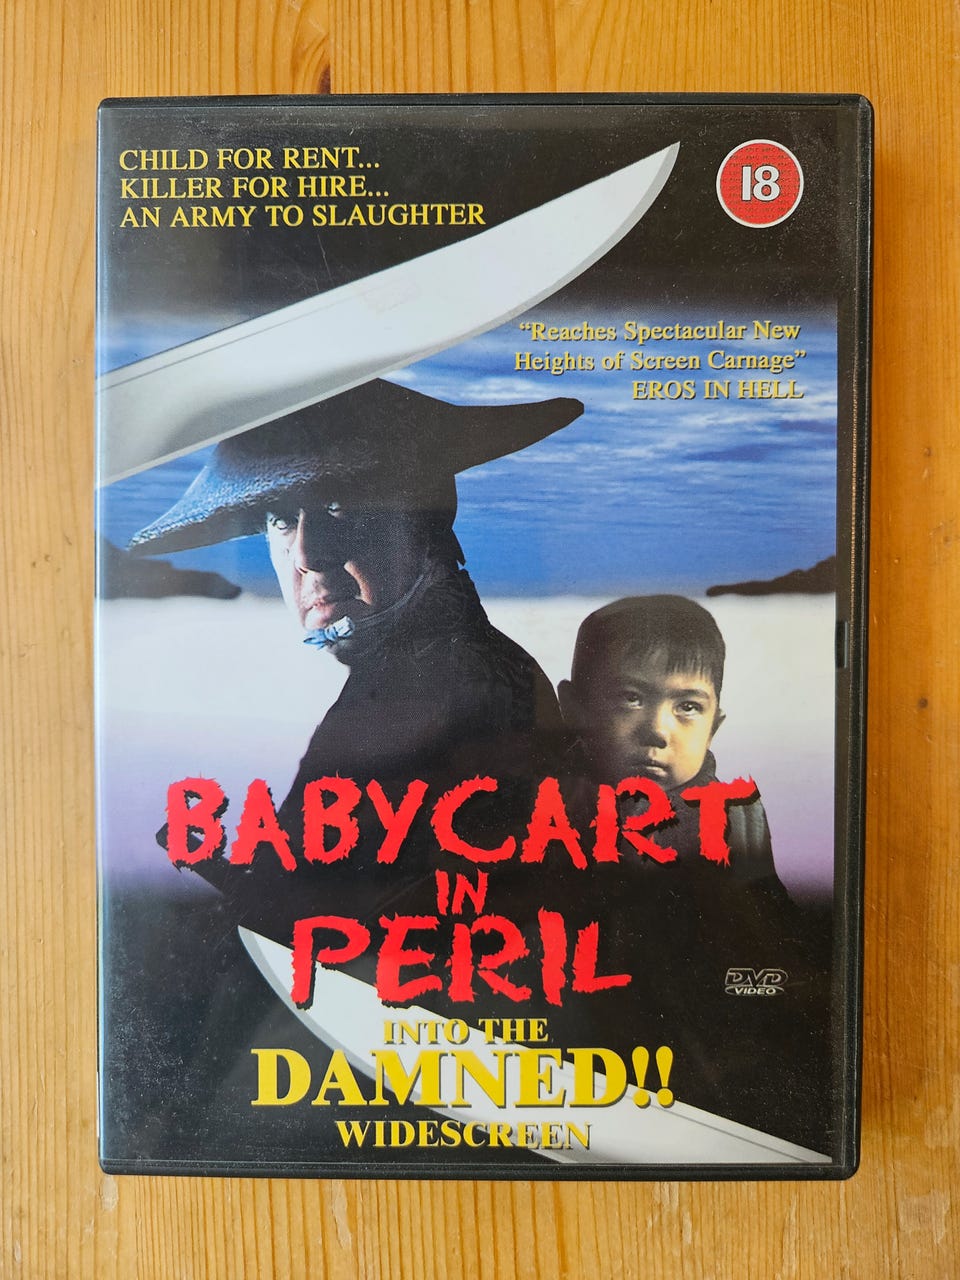 CHILD FOR RENT...
KILLER FOR HIRE...
AN ARMY TO SLAUGHTER
18
"Reaches Spectacular New
Heights of Screen Carnage"
EROS IN HELL
BABYCART
IN
PERIL
DVD
VIDEO
INTO THE
DAMNED!!
WIDESCREEN